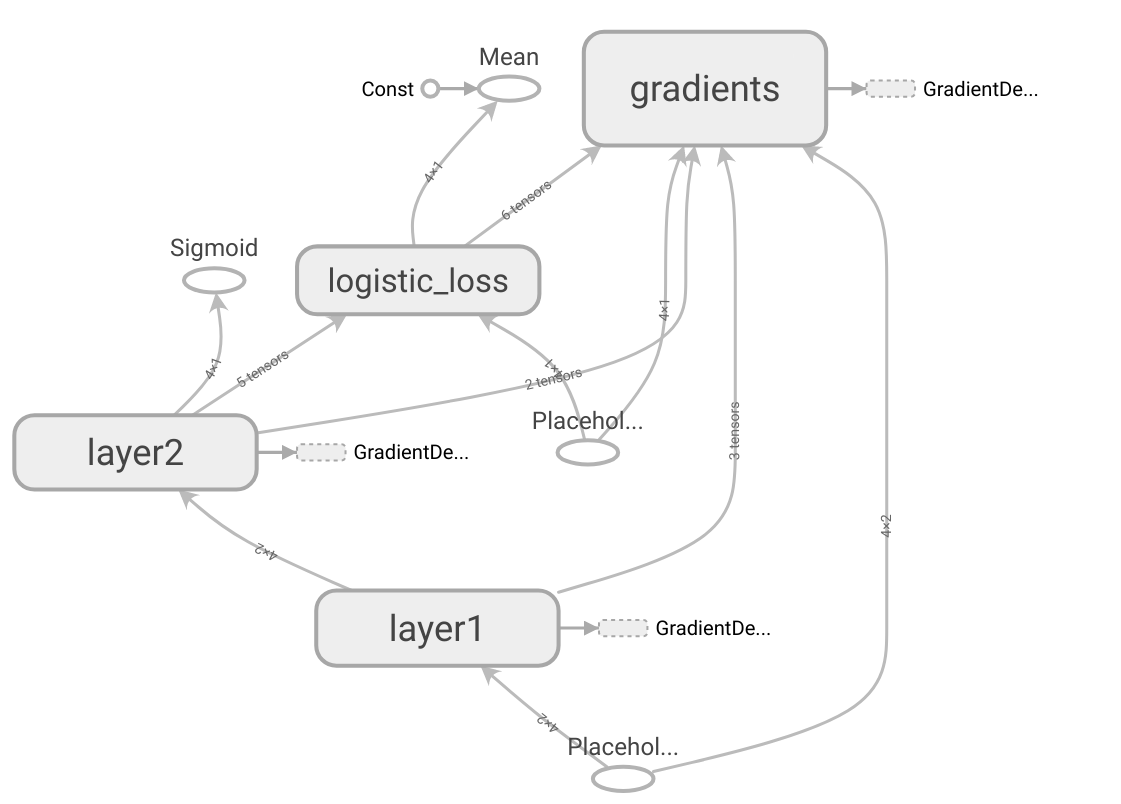 Mean
Const
gradients
GradientDe...
4×1
6 tensors
Sigmoid
logistic_loss
4×1
4×1
5 tensors
4×1
2 tensors
Placehol...
layer2
GradientDe...
3 tensors
4×2
4×2
layer1
GradientDe...
4×2
Placehol...